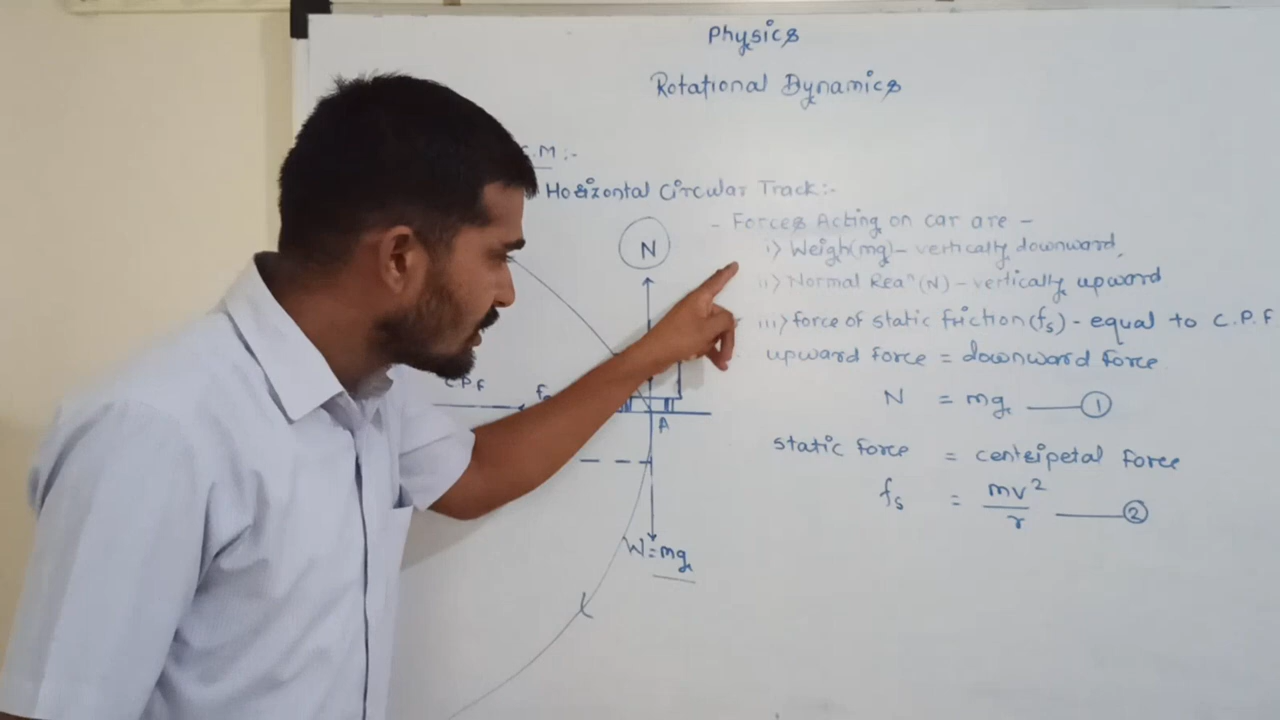 Physics
Rotational Dynamics
C.M :-
Horizontal Circular Track:-
- Forces Acting on car are -
i) Weigh(mg) - vertically downward,
ii) Normal Reaⁿ(N) - vertically upward
iii) force of static friction(fs) - equal to C.P.F
upward force = downward force.
N = mg ——— ①
static force = centripetal force
fs = mv²/r ——— ②
N
C.P.F
A
W=mg